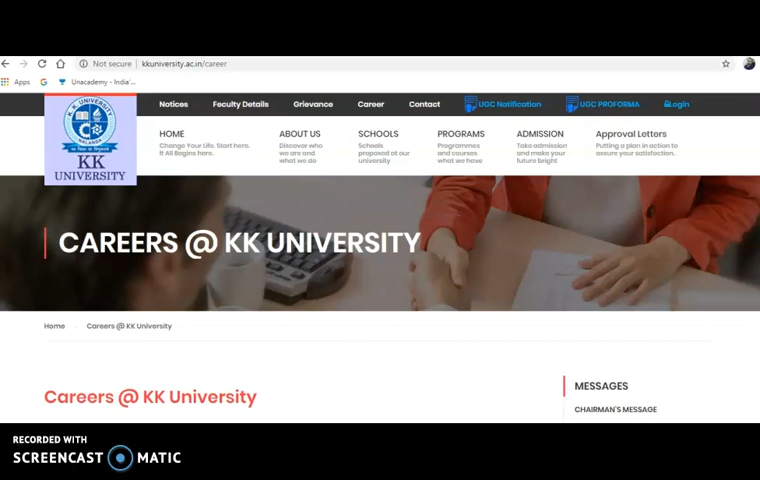 Not secure | kkuniversity.ac.in/career
Apps Unacademy - India'...
Notices Faculty Details Grievance Career Contact UGC Notification UGC PROFORMA Login
K. K. UNIVERSITY
NALANDA
KK
UNIVERSITY
HOME ABOUT US SCHOOLS PROGRAMS ADMISSION Approval Letters
Change Your Life. Start here. Discover who Schools Programmes Take admission Putting a plan in action to
It All Begins here. we are and proposed at our and courses and make your assure your satisfaction.
what we do university what we have future bright
CAREERS @ KK UNIVERSITY
Home Careers @ KK University
Careers @ KK University
MESSAGES
CHAIRMAN'S MESSAGE
RECORDED WITH
SCREENCAST MATIC